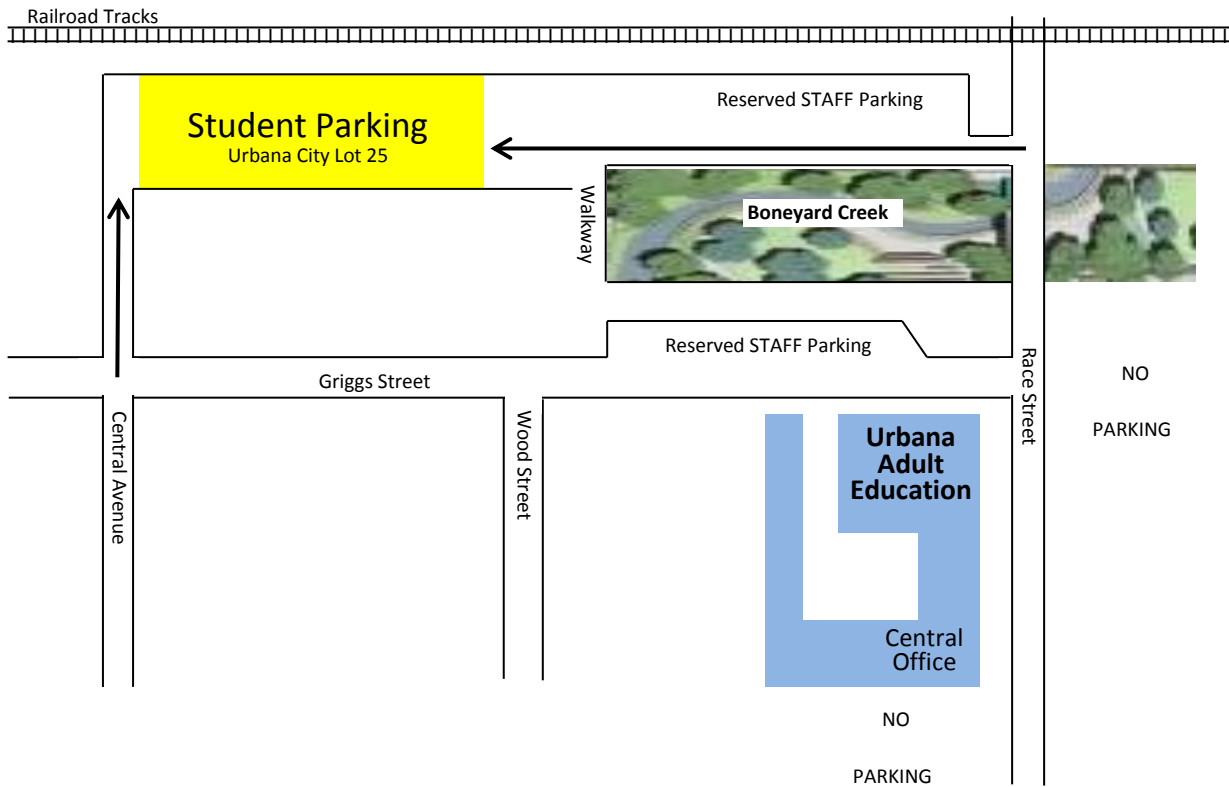 Railroad Tracks
Reserved STAFF Parking
Student Parking
Urbana City Lot 25
Walkway
Boneyard Creek
Reserved STAFF Parking
Griggs Street
Race Street
NO
PARKING
Central Avenue
Wood Street
Urbana
Adult
Education
Central
Office
NO
PARKING